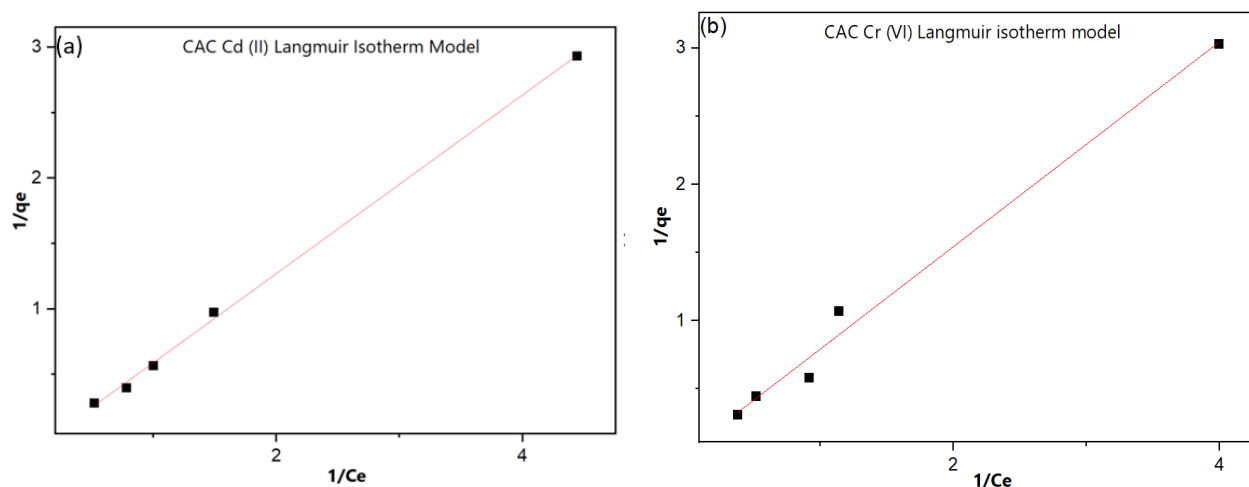 (a)
CAC Cd (II) Langmuir Isotherm Model
3
2
1
1/qe
2
4
1/Ce
(b)
CAC Cr (VI) Langmuir isotherm model
3
2
1
1/qe
2
4
1/Ce